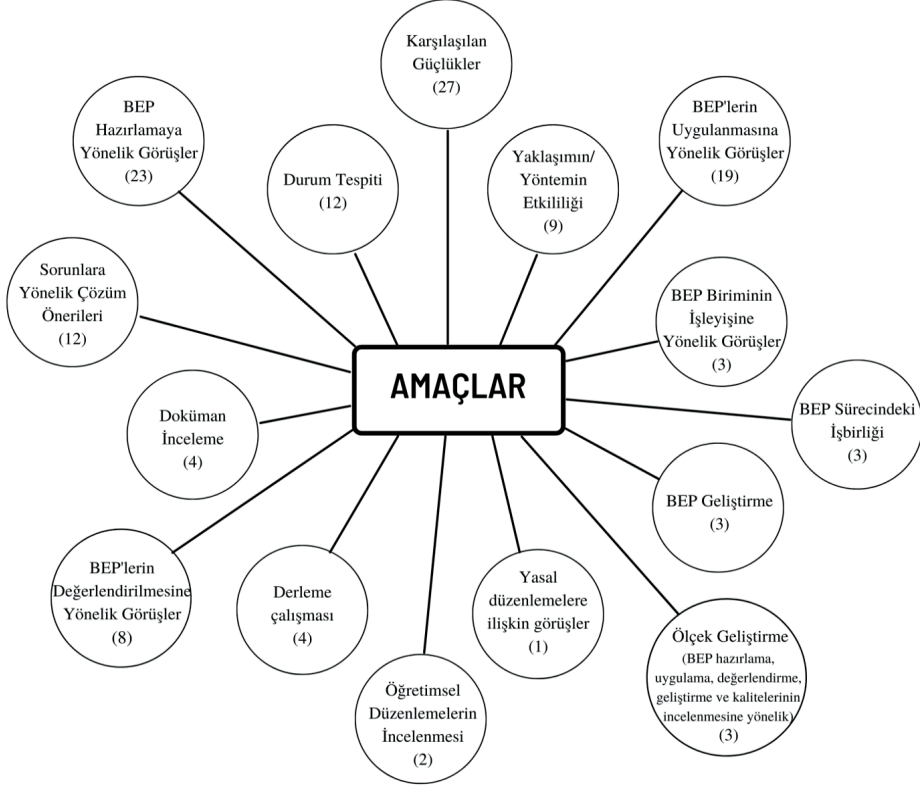 Karşılaşılan
Güçlükler
(27)
BEP
Hazırlamaya
Yönelik Görüşler
(23)
BEP'lerin
Uygulanmasına
Yönelik Görüşler
(19)
Durum Tespiti
(12)
Yaklaşımın/
Yöntemin
Etkililiği
(9)
Sorunlara
Yönelik Çözüm
Önerileri
(12)
BEP Biriminin
İşleyişine
Yönelik Görüşler
(3)
AMAÇLAR
Doküman
İnceleme
(4)
BEP Sürecindeki
İşbirliği
(3)
BEP Geliştirme
(3)
BEP'lerin
Değerlendirilmesine
Yönelik Görüşler
(8)
Derleme
çalışması
(4)
Yasal
düzenlemelere
ilişkin görüşler
(1)
Ölçek Geliştirme
(BEP hazırlama,
uygulama, değerlendirme,
geliştirme ve kalitelerinin
incelenmesine yönelik)
(3)
Öğretimsel
Düzenlemelerin
İncelenmesi
(2)